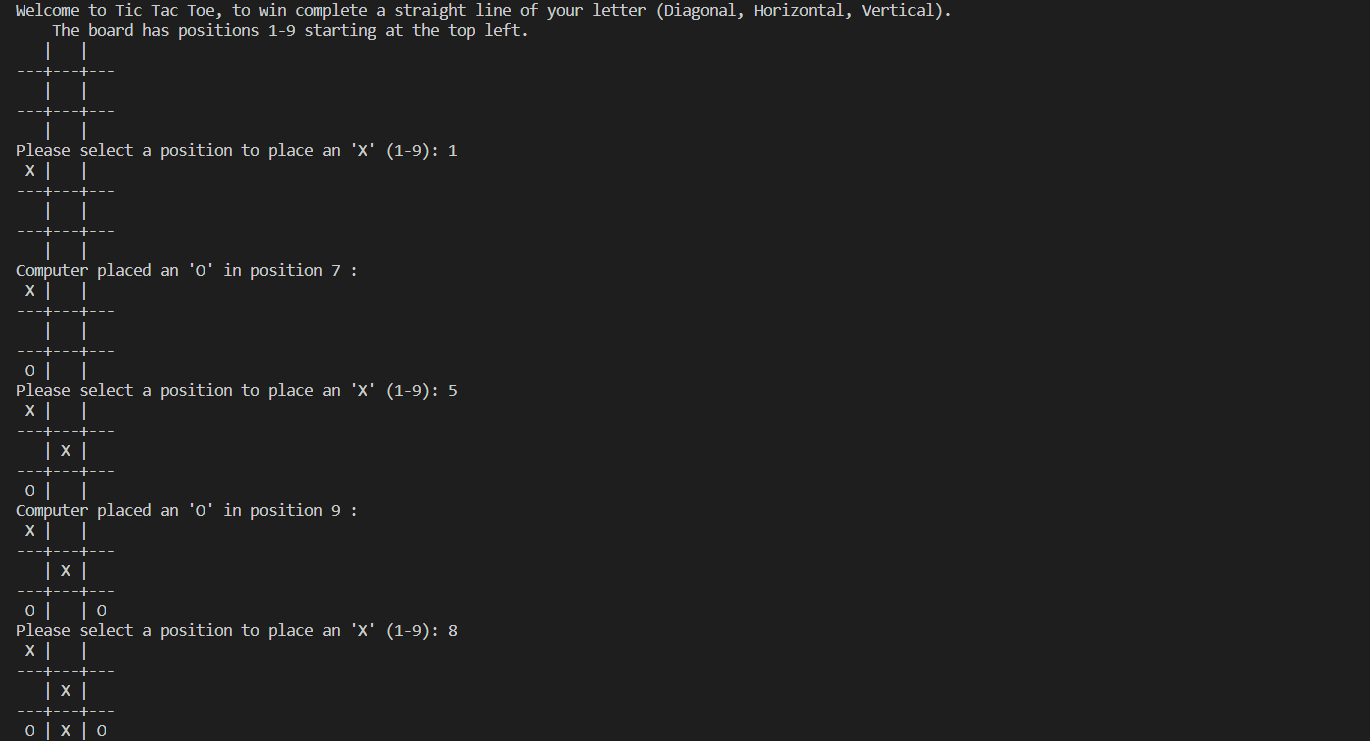 Welcome to Tic Tac Toe, to win complete a straight line of your letter (Diagonal, Horizontal, Vertical).
    The board has positions 1-9 starting at the top left.
   |   |
---+---+---
   |   |
---+---+---
   |   |
Please select a position to place an 'X' (1-9): 1
 X |   |
---+---+---
   |   |
---+---+---
   |   |
Computer placed an 'O' in position 7 :
 X |   |
---+---+---
   |   |
---+---+---
 O |   |
Please select a position to place an 'X' (1-9): 5
 X |   |
---+---+---
   | X |
---+---+---
 O |   |
Computer placed an 'O' in position 9 :
 X |   |
---+---+---
   | X |
---+---+---
 O |   | O
Please select a position to place an 'X' (1-9): 8
 X |   |
---+---+---
   | X |
---+---+---
 O | X | O